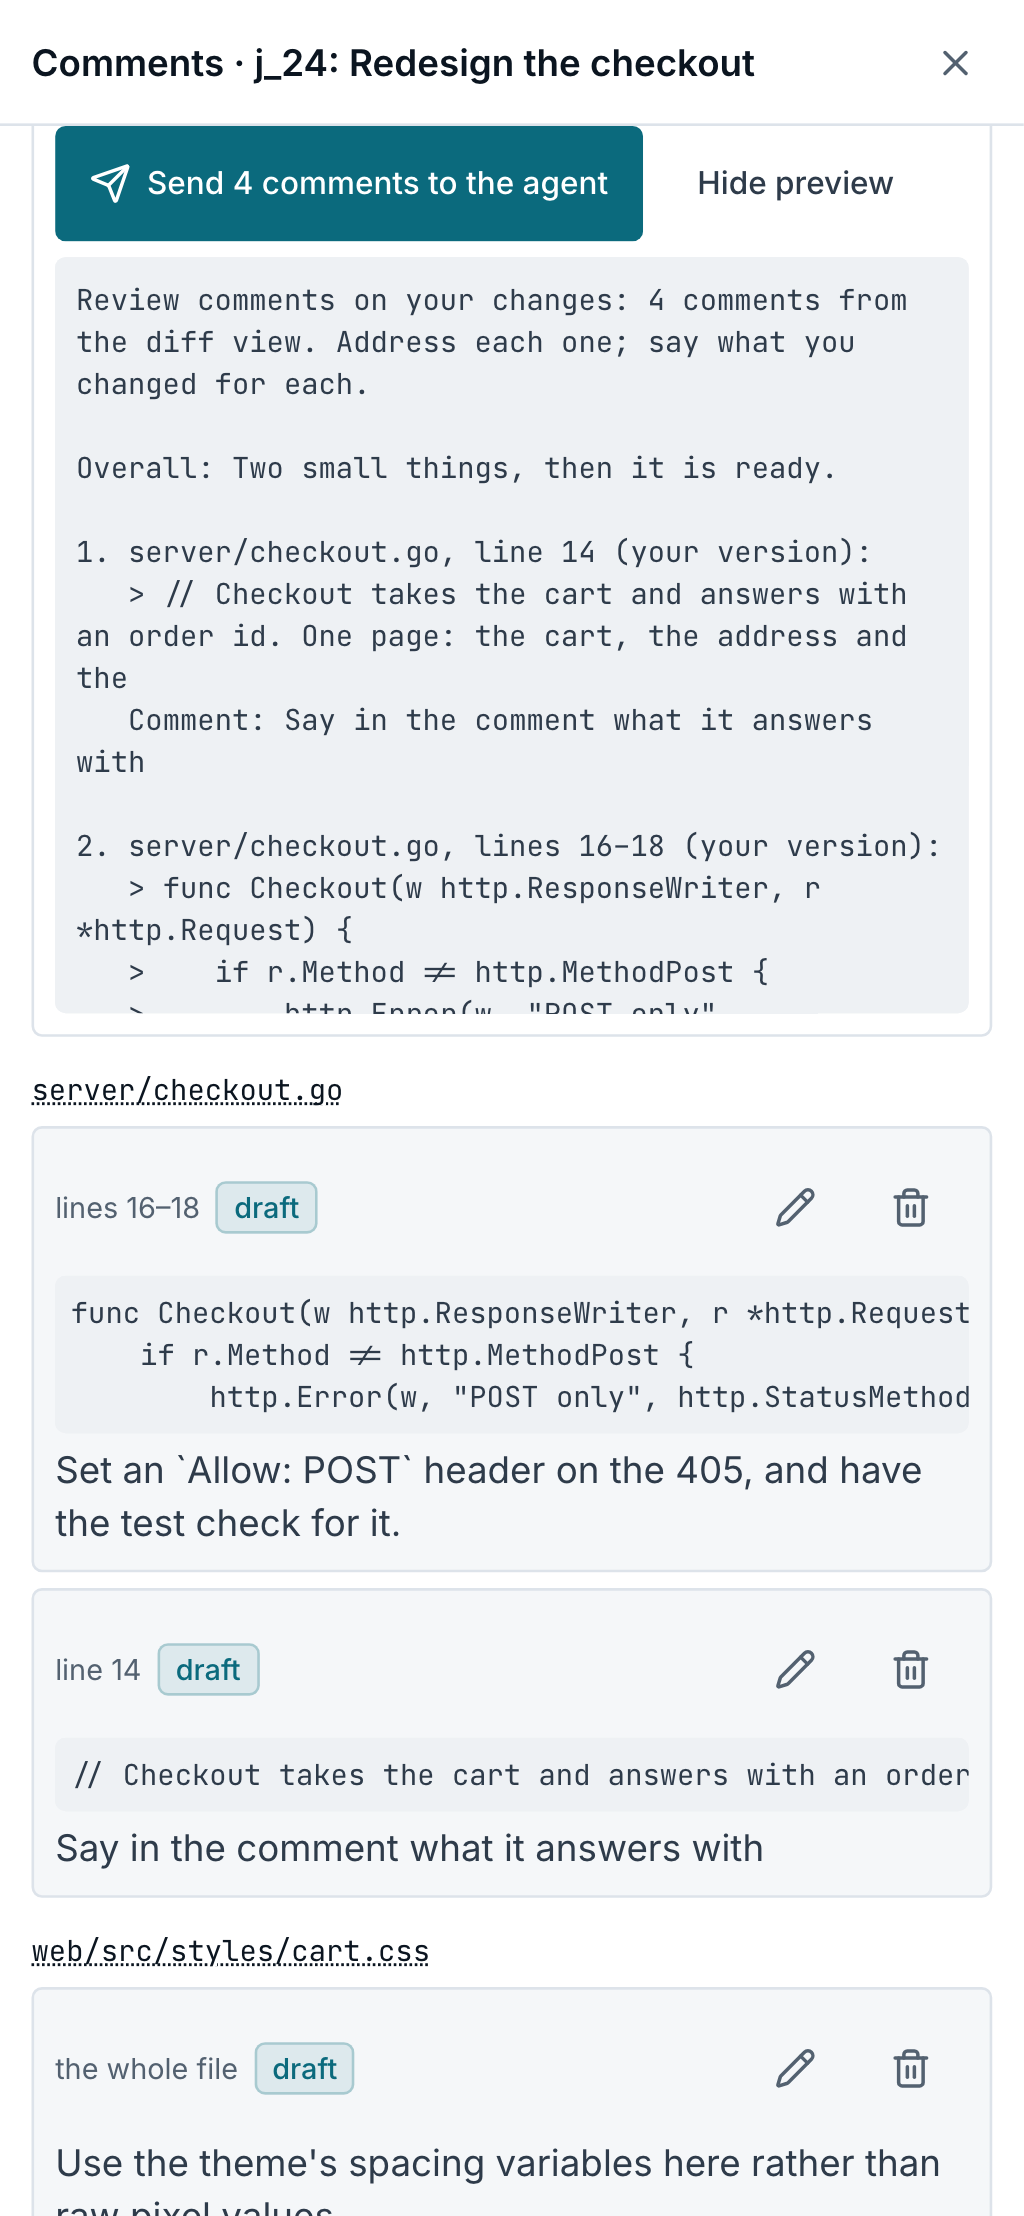 Comments · j_24: Redesign the checkout
Send 4 comments to the agent
Hide preview
Review comments on your changes: 4 comments from
the diff view. Address each one; say what you
changed for each.
Overall: Two small things, then it is ready.
1. server/checkout.go, line 14 (your version):
> // Checkout takes the cart and answers with
an order id. One page: the cart, the address and
the
Comment: Say in the comment what it answers
with
2. server/checkout.go, lines 16–18 (your version):
> func Checkout(w http.ResponseWriter, r
*http.Request) {
> if r.Method != http.MethodPost {
> http.Error(w, "POST only",
server/checkout.go
lines 16–18 draft
func Checkout(w http.ResponseWriter, r *http.Request
if r.Method != http.MethodPost {
http.Error(w, "POST only", http.StatusMethod
Set an `Allow: POST` header on the 405, and have
the test check for it.
line 14 draft
// Checkout takes the cart and answers with an order
Say in the comment what it answers with
web/src/styles/cart.css
the whole file draft
Use the theme's spacing variables here rather than
raw pixel values